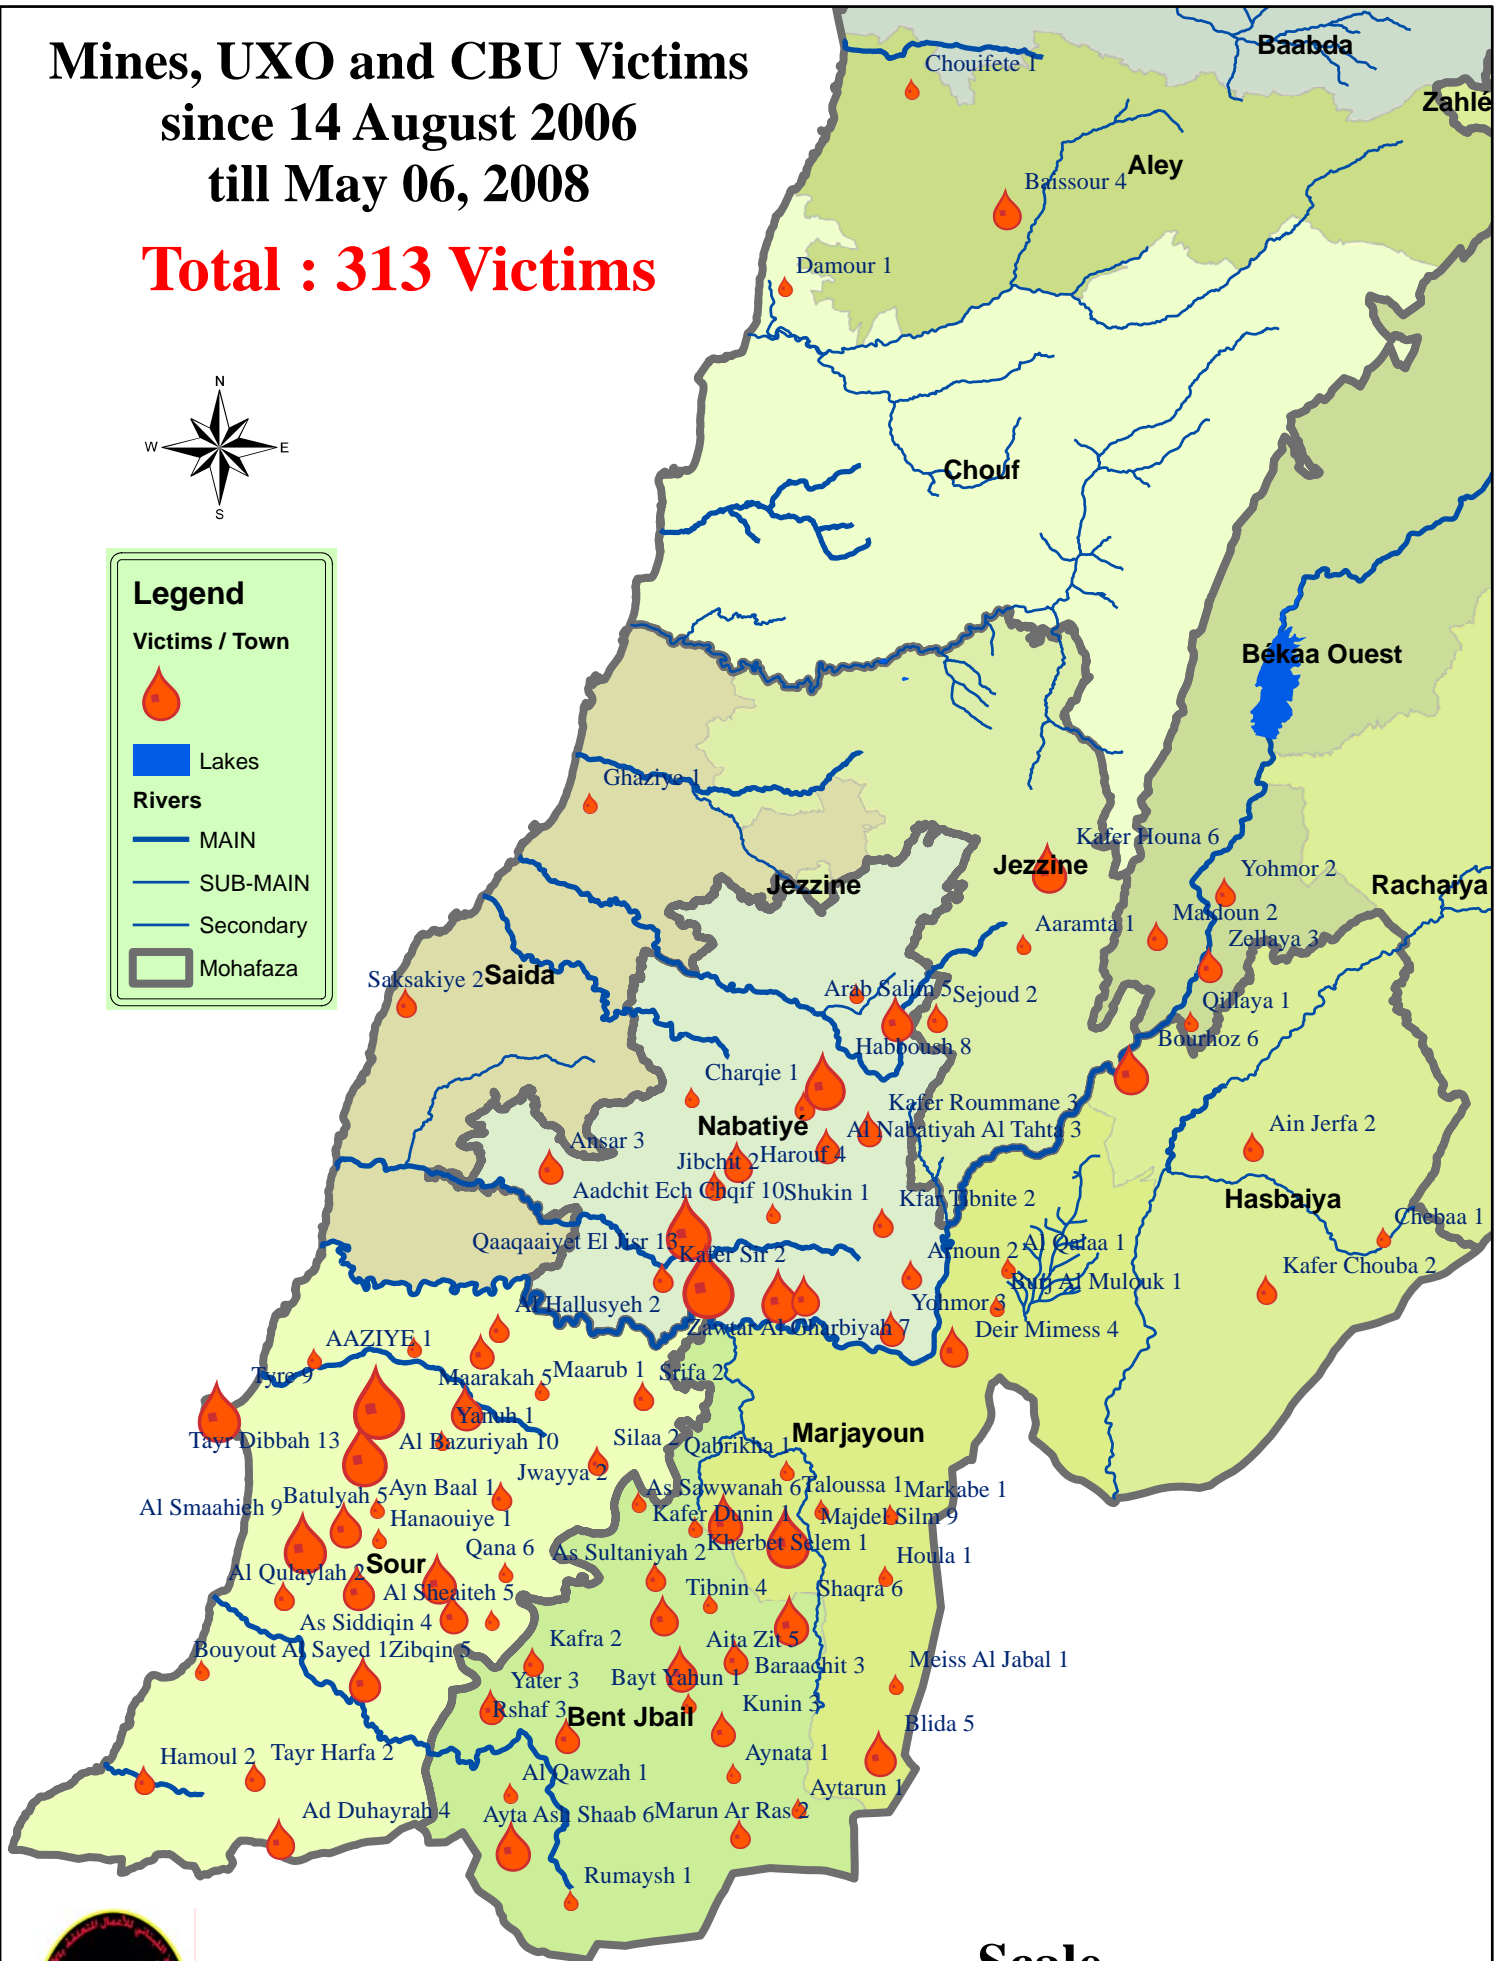 Mines, UXO and CBU Victims
since 14 August 2006
till May 06, 2008
Total : 313 Victims
N
W
E
S
Legend
Victims / Town
Lakes
Rivers
MAIN
SUB-MAIN
Secondary
Mohafaza
Baabda
Chouifete 1
Zahlé
Aley
Baissour 4
Damour 1
Chouf
Békaa Ouest
Ghaziye 1
Kafer Houna 6
Jezzine
Jezzine
Yohmor 2
Rachaiya
Maidoun 2
Aaramta 1
Zellaya 3
Saksakiye 2
Saida
Arab Salim 5
Sejoud 2
Qillaya 1
Bourhoz 6
Habboush 8
Charqie 1
Kafer Roummane 3
Nabatiyé
Al Nabatiyah Al Tahta 3
Ain Jerfa 2
Ansar 3
Harouf 4
Jibchit 2
Aadchit Ech Chqif 10
Shukin 1
Kfar Tibnite 2
Hasbaiya
Chebaa 1
Qaaqaaiyet El Jisr 13
Kafer Sir 2
Arnoun 2
Al Qalaa 1
Kafer Chouba 2
Burj Al Mulouk 1
Al Hallusyeh 2
Yohmor 3
Zawtar Al Gharbiyah 7
Deir Mimess 4
AAZIYE 1
Tyre 9
Maarakah 5
Maarub 1
Srifa 2
Yanuh 1
Marjayoun
Tayr Dibbah 13
Al Bazuriyah 10
Silaa 2
Qabrikha 1
Jwayya 2
Ayn Baal 1
As Sawwanah 6
Taloussa 1
Markabe 1
Batulyah 5
Al Smaahieh 9
Hanaouiye 1
Kafer Dunin 1
Majdel Silm 9
Kherbet Selem 1
Qana 6
As Sultaniyah 2
Houla 1
Sour
Al Qulaylah 2
Al Sheaiteh 5
Tibnin 4
Shaqra 6
As Siddiqin 4
Kafra 2
Aita Zit 5
Bouyout As Sayed 1
Zibqin 5
Baraachit 3
Meiss Al Jabal 1
Yater 3
Bayt Yahun 1
Rshaf 3
Bent Jbail
Kunin 3
Blida 5
Hamoul 2
Tayr Harfa 2
Aynata 1
Al Qawzah 1
Aytarun 1
Ad Duhayrah 4
Ayta Ash Shaab 6
Marun Ar Ras 2
Rumaysh 1
Scale